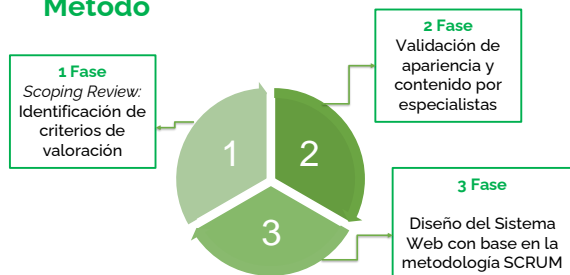 Método
1 Fase
Scoping Review:
Identificación de
criterios de
valoración
2 Fase
Validación de
apariencia y
contenido por
especialistas
1
2
3
3 Fase
Diseño del Sistema
Web con base en la
metodología SCRUM